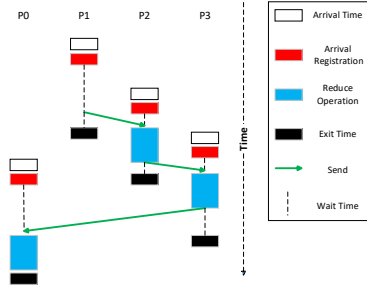 P0 P1 P2 P3
Time
Arrival Time
Arrival
Registration
Reduce
Operation
Exit Time
Send
Wait Time